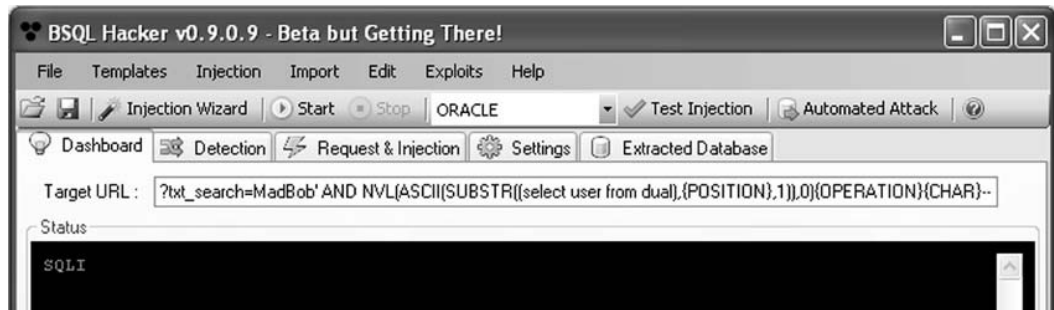 BSQL Hacker v0.9.0.9 - Beta but Getting There!
File Templates Injection Import Edit Exploits Help
Injection Wizard Start Stop ORACLE Test Injection Automated Attack
Dashboard Detection Request & Injection Settings Extracted Database
Target URL : ?txt_search=MadBob' AND NVL(ASCII(SUBSTR((select user from dual),{POSITION},1)),0){OPERATION}{CHAR}--
Status
SQLI